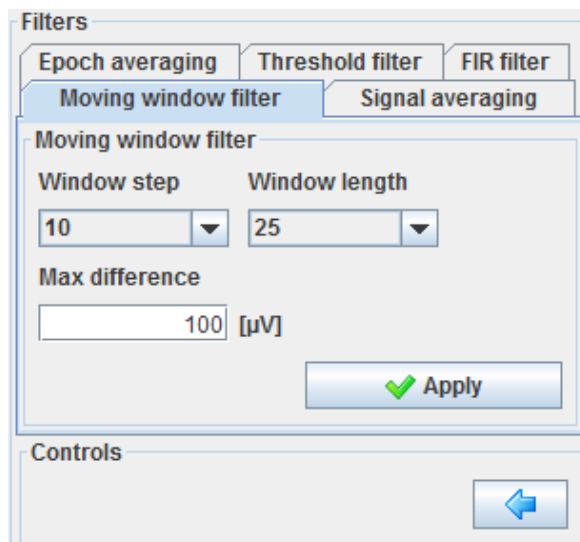 Filters
Epoch averaging Threshold filter FIR filter
Moving window filter Signal averaging
Moving window filter
Window step Window length
10 25
Max difference
100 [µV]
Apply
Controls